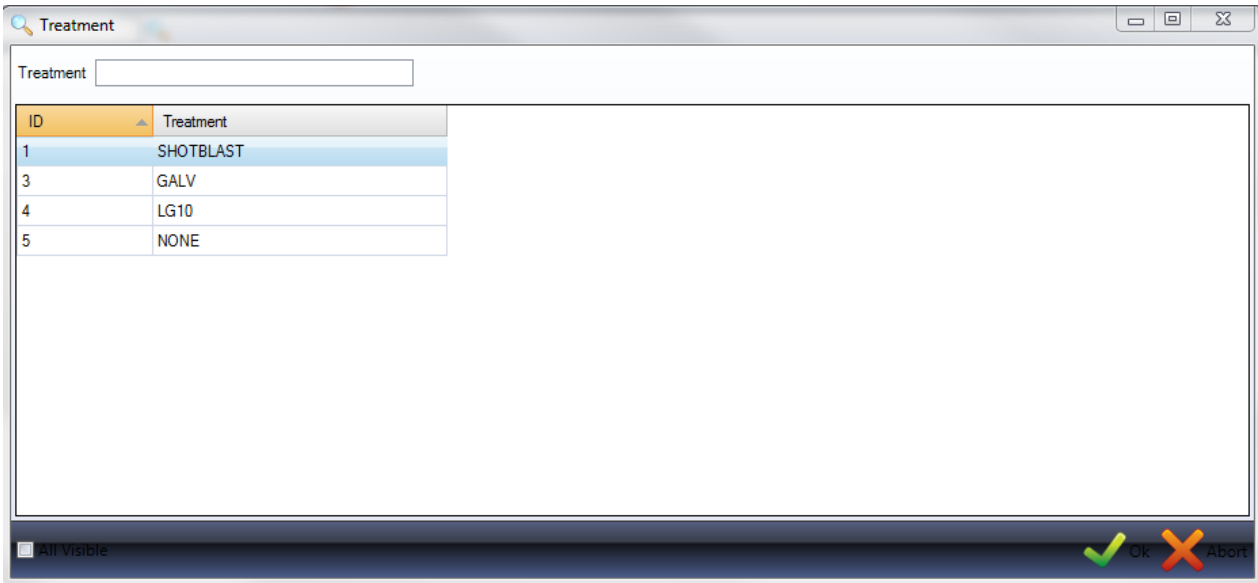 Treatment
Treatment
ID Treatment
1 SHOTBLAST
3 GALV
4 LG10
5 NONE
All Visible Ok Abort